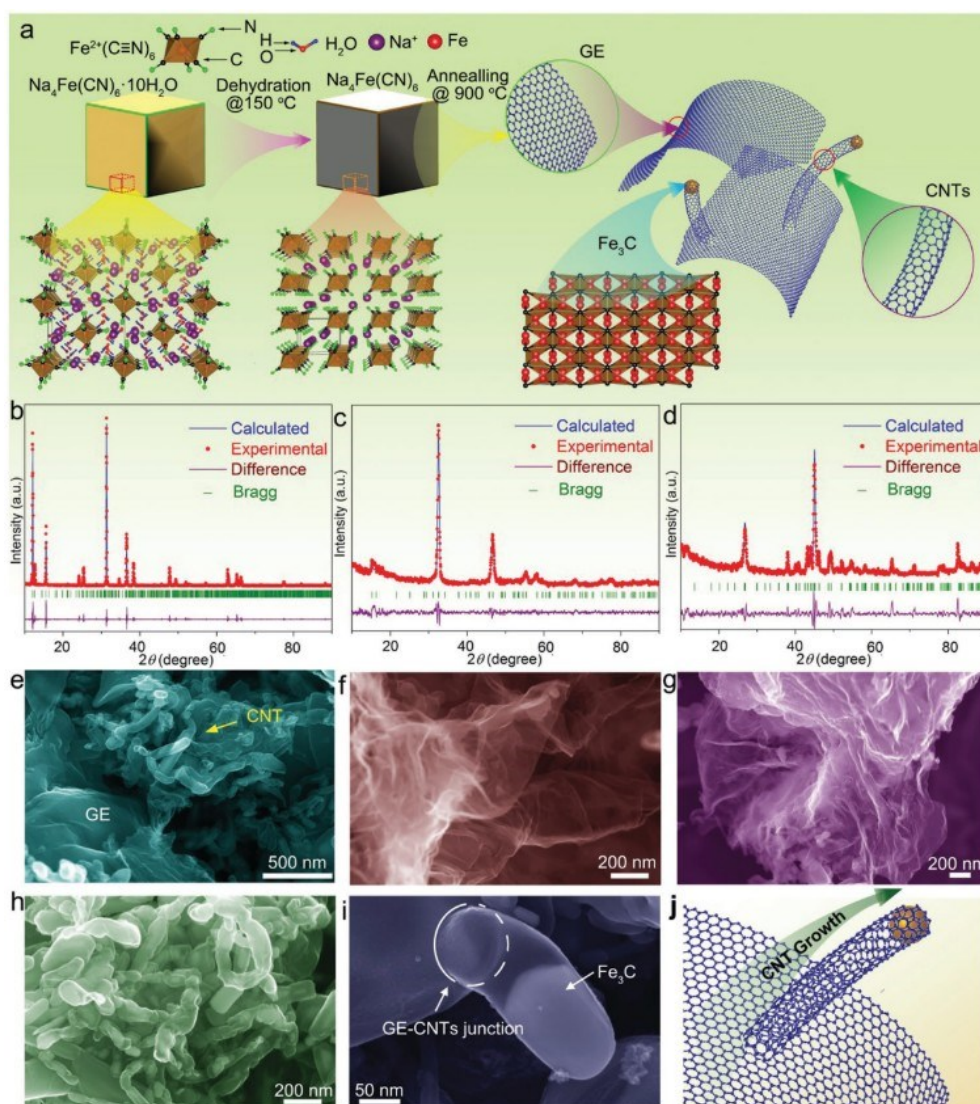 a
Fe²⁺(C≡N)₆
N
C
H
O
H₂O
Na⁺
Fe
Na₄Fe(CN)₆·10H₂O
Dehydration
@150 °C
Na₄Fe(CN)₆
Annealling
@ 900 °C
GE
CNTs
Fe₃C
b
Calculated
Experimental
Difference
Bragg
Intensity (a.u.)
20 40 60 80
2θ (degree)
c
Calculated
Experimental
Difference
Bragg
Intensity (a.u.)
20 40 60 80
2θ (degree)
d
Calculated
Experimental
Difference
Bragg
Intensity (a.u.)
20 40 60 80
2θ (degree)
e
CNT
GE
500 nm
f
200 nm
g
200 nm
h
200 nm
i
Fe₃C
GE-CNTs
junction
50 nm
j
CNT Growth